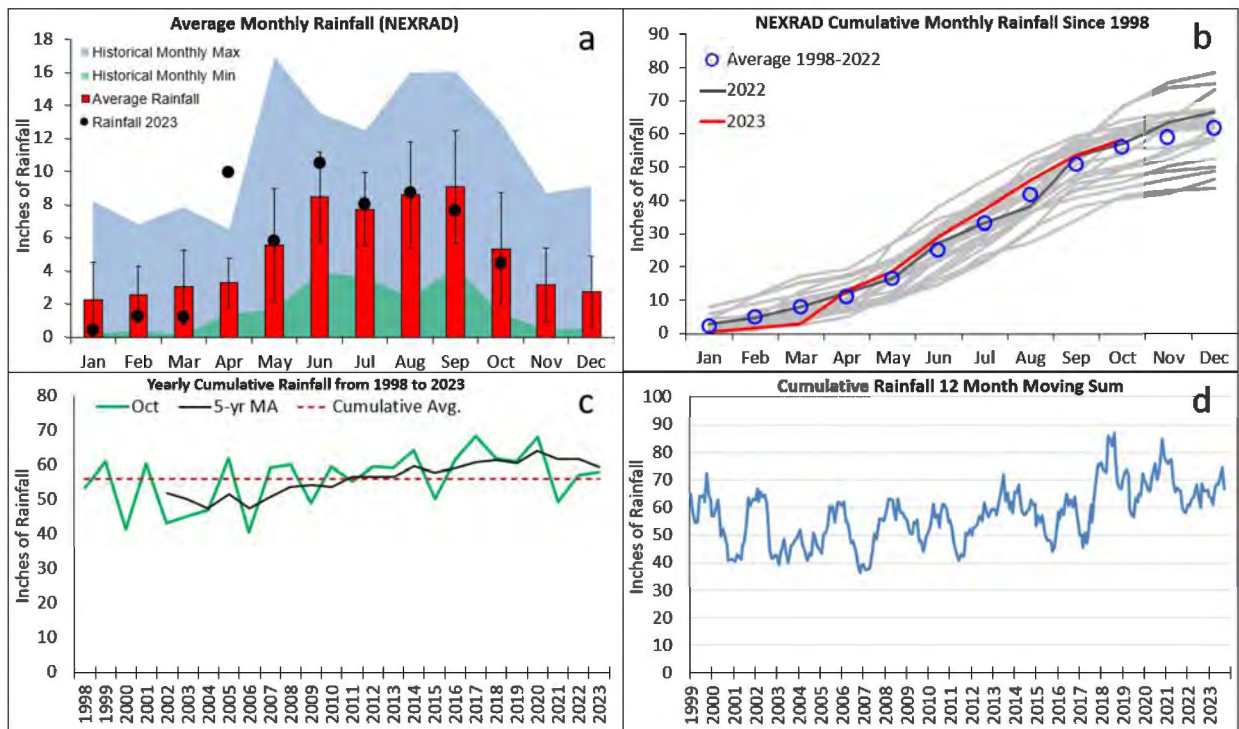 Average Monthly Rainfall (NEXRAD)
a
18
16
14
12
10
8
6
4
2
0
Inches of Rainfall
Historical Monthly Max
Historical Monthly Min
Average Rainfall
Rainfall 2023
Jan Feb Mar Apr May Jun Jul Aug Sep Oct Nov Dec
NEXRAD Cumulative Monthly Rainfall Since 1998
b
90
80
70
60
50
40
30
20
10
0
Inches of Rainfall
Average 1998-2022
2022
2023
Jan Feb Mar Apr May Jun Jul Aug Sep Oct Nov Dec
Yearly Cumulative Rainfall from 1998 to 2023
c
Oct 5-yr MA Cumulative Avg.
80
70
60
50
40
30
20
10
0
Inches of Rainfall
1998 1999 2000 2001 2002 2003 2004 2005 2006 2007 2008 2009 2010 2011 2012 2013 2014 2015 2016 2017 2018 2019 2020 2021 2022 2023
Cumulative Rainfall 12 Month Moving Sum
d
100
90
80
70
60
50
40
30
20
10
0
Inches of Rainfall
1999 2000 2001 2002 2003 2004 2005 2006 2007 2008 2009 2010 2011 2012 2013 2014 2015 2016 2017 2018 2019 2020 2021 2022 2023